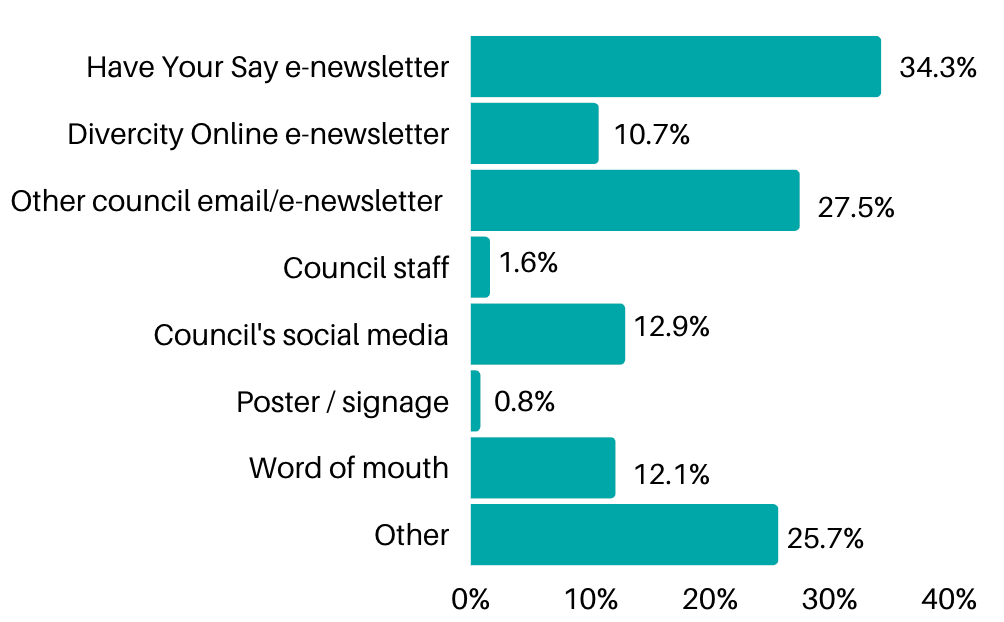 Have Your Say e-newsletter 34.3%
Divercity Online e-newsletter 10.7%
Other council email/e-newsletter 27.5%
Council staff 1.6%
Council's social media 12.9%
Poster / signage 0.8%
Word of mouth 12.1%
Other 25.7%
0% 10% 20% 30% 40%